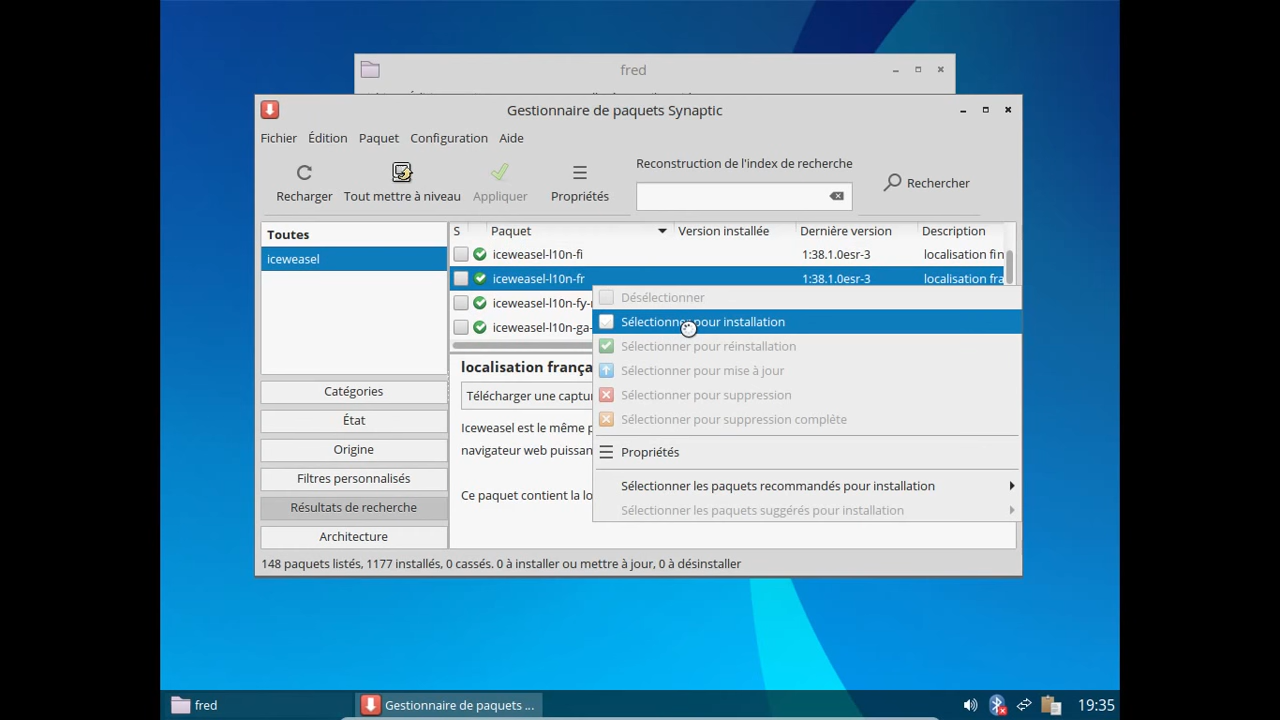 fred
Gestionnaire de paquets Synaptic
Fichier Édition Paquet Configuration Aide
Reconstruction de l'index de recherche
Recharger Tout mettre à niveau Appliquer Propriétés Rechercher
Toutes
iceweasel
S Paquet Version installée Dernière version Description
iceweasel-l10n-fi 1:38.1.0esr-3 localisation fin
iceweasel-l10n-fr 1:38.1.0esr-3 localisation fra
iceweasel-l10n-fy-
iceweasel-l10n-ga-
Désélectionner
Sélectionner pour installation
Sélectionner pour réinstallation
Sélectionner pour mise à jour
Sélectionner pour suppression
Sélectionner pour suppression complète
Propriétés
Sélectionner les paquets recommandés pour installation
Sélectionner les paquets suggérés pour installation
localisation frança
Télécharger une captu
Iceweasel est le même p
navigateur web puissan
Ce paquet contient la lo
Catégories
État
Origine
Filtres personnalisés
Résultats de recherche
Architecture
148 paquets listés, 1177 installés, 0 cassés. 0 à installer ou mettre à jour, 0 à désinstaller
fred Gestionnaire de paquets ... 19:35